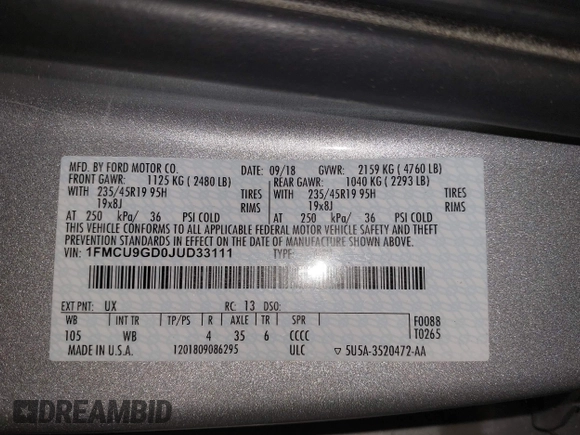 MFD. BY FORD MOTOR CO. DATE: 09/18 GVWR: 2159 KG ( 4760 LB)
FRONT GAWR: 1125 KG ( 2480 LB) REAR GAWR: 1040 KG ( 2293 LB)
WITH 235/45R19 95H TIRES WITH 235/45R19 95H TIRES
19x8J RIMS 19x8J RIMS
AT 250 kPa/ 36 PSI COLD AT 250 kPa/ 36 PSI COLD
THIS VEHICLE CONFORMS TO ALL APPLICABLE FEDERAL MOTOR VEHICLE SAFETY AND THEFT
PREVENTION STANDARDS IN EFFECT ON THE DATE OF MANUFACTURE SHOWN ABOVE.
VIN: 1FMCU9GD0JUD33111 TYPE:
EXT PNT: UX RC: 13 DSO:
WB INT TR TP/PS R AXLE TR SPR F0088
105 YB 4 35 6 CCCC T0265
MADE IN U.S.A. 1201809086295 ULC ▽ 5U5A-3520472-AA
DREAMBID